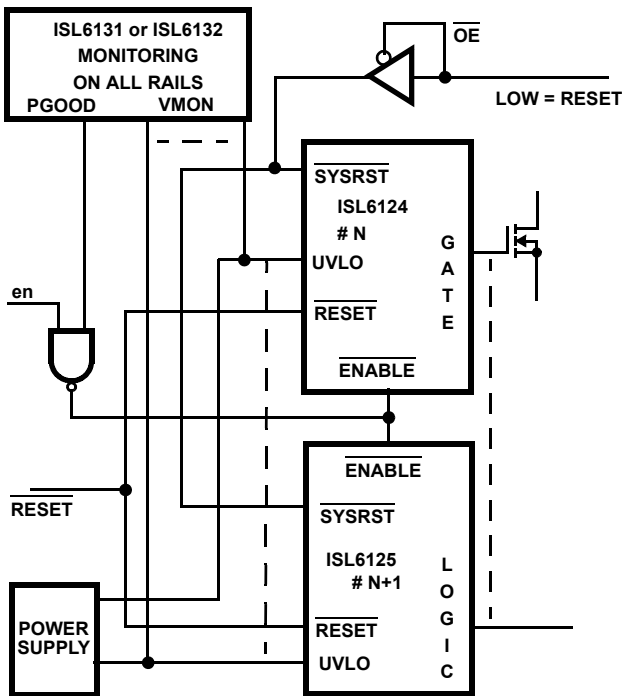 ISL6131 or ISL6132
MONITORING
ON ALL RAILS
PGOOD VMON
OE
LOW = RESET
SYSRST
ISL6124
# N
UVLO
RESET
ENABLE
G
A
T
E
en
RESET
ENABLE
SYSRST
ISL6125
# N+1
RESET
UVLO
L
O
G
I
C
POWER
SUPPLY